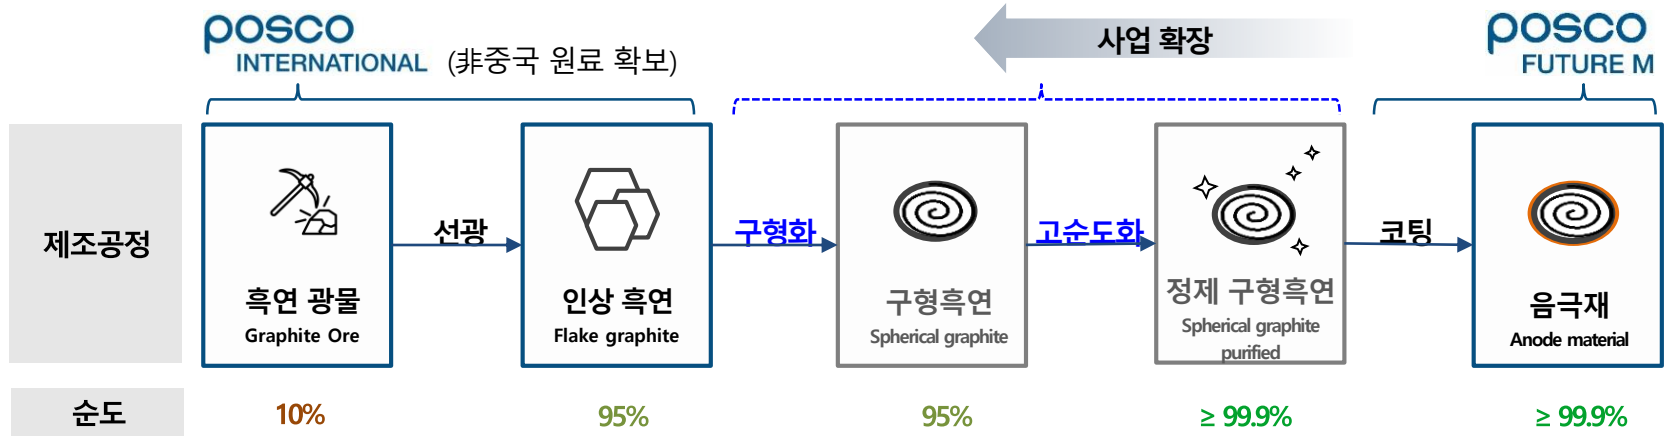 posco
INTERNATIONAL
(非중국 원료 확보)
사업 확장
posco
FUTURE M
제조공정
흑연 광물
Graphite Ore
선광
인상 흑연
Flake graphite
구형화
구형흑연
Spherical graphite
고순도화
정제 구형흑연
Spherical graphite
purified
코팅
음극재
Anode material
순도
10%
95%
95%
≥ 99.9%
≥ 99.9%